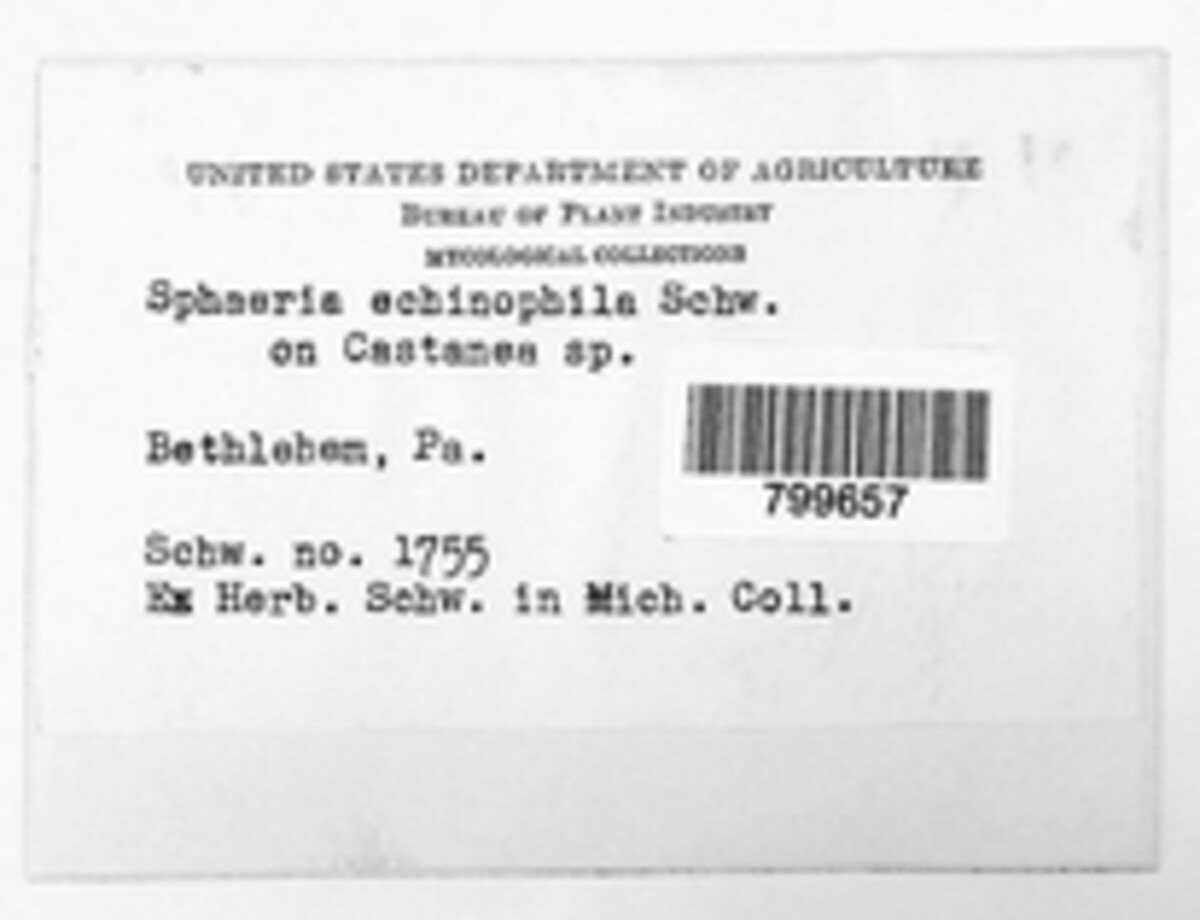 UNITED STATES DEPARTMENT OF AGRICULTURE
BUREAU OF PLANT INDUSTRY
MYCOLOGICAL COLLECTIONS
Sphaeria echinophila Schw.
on Castanea sp.
Bethlehem, Pa.
799657
Schw. no. 1755
Ex Herb. Schw. in Mich. Coll.